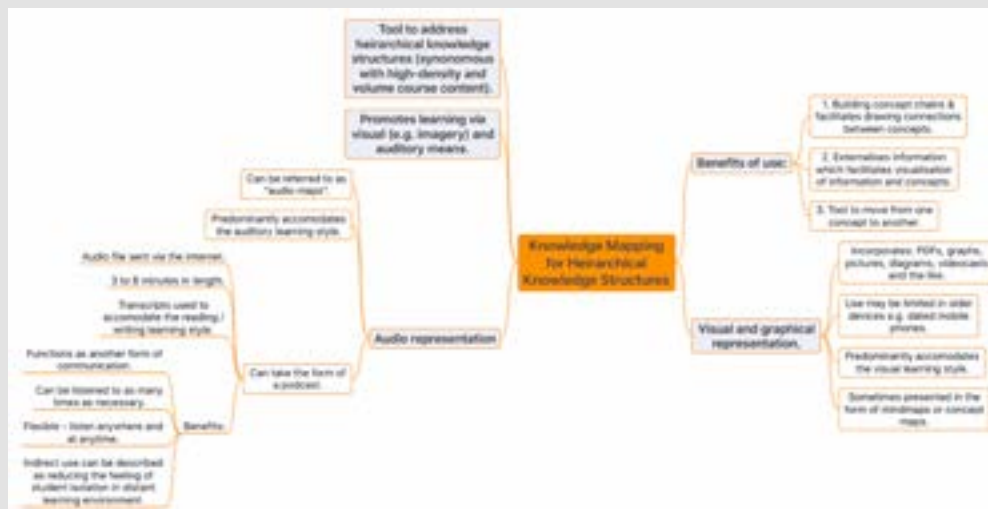 Tool to address
heirarchical knowledge
structures (synonomous
with high-density and
volume course content).
Promotes learning via
visual (e.g. imagery) and
auditory means.
Can be referred to as
"audio maps".
Predominantly accomodates
the auditory learning style.
Audio file sent via the internet.
3 to 8 minutes in length.
Transcripts used to
accomodate the reading /
writing learning style.
Functions as another form of
communication.
Can be listened to as many
times as necessary.
Flexible - listen anywhere and
at anytime.
Indirect use can be described
as reducing the feeling of
student isolation in distant
learning environment.
Benefits:
Can take the form of
a podcast.
Audio representation
Knowledge Mapping
for Heirarchical
Knowledge Structures
Benefits of use:
1. Building concept chains &
facilitates drawing connections
between concepts.
2. Externalises information
which facilitates visualisation
of information and concepts.
3. Tool to move from one
concept to another.
Visual and graphical
representation.
Incorporates: PDFs, graphs,
pictures, diagrams, videocasts
and the like.
Use may be limited in older
devices e.g. dated mobile
phones.
Predominantly accomodates
the visual learning style.
Sometimes presented in the
form of mindmaps or concept
maps.